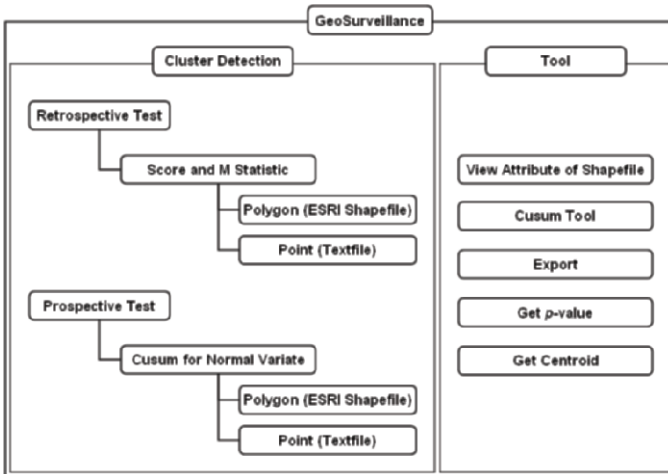 GeoSurveillance
Cluster Detection
Retrospective Test
Score and M Statistic
Polygon (ESRI Shapefile)
Point (Textfile)
Prospective Test
Cusum for Normal Variate
Polygon (ESRI Shapefile)
Point (Textfile)
Tool
View Attribute of Shapefile
Cusum Tool
Export
Get p-value
Get Centroid